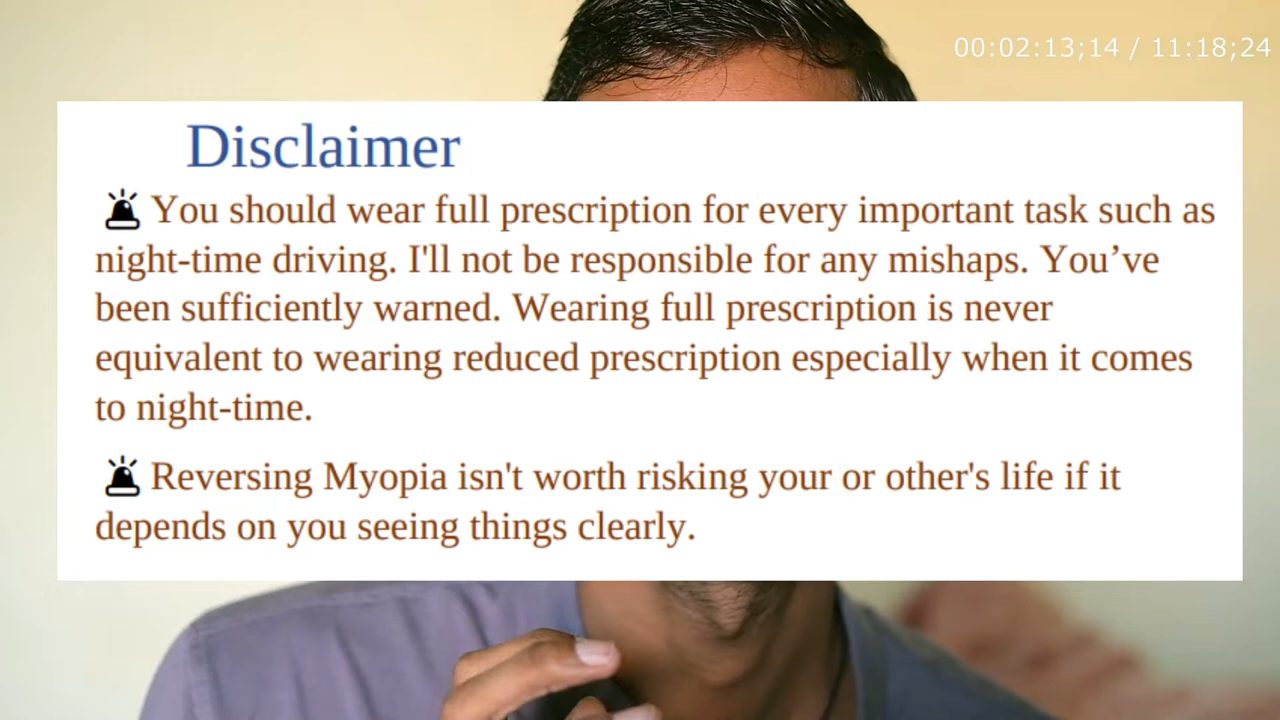 00:02:13;14 / 11:18;24
Disclaimer
You should wear full prescription for every important task such as
night-time driving. I'll not be responsible for any mishaps. You’ve
been sufficiently warned. Wearing full prescription is never
equivalent to wearing reduced prescription especially when it comes
to night-time.
Reversing Myopia isn't worth risking your or other's life if it
depends on you seeing things clearly.